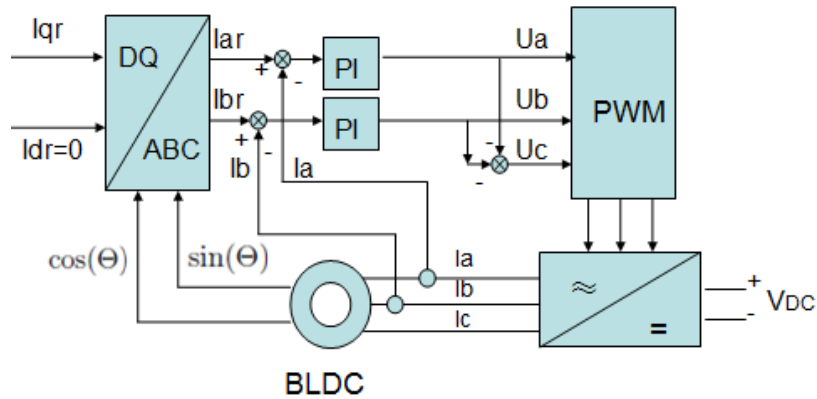 Iqr
Iar
Ua
DQ
+
-
PI
PWM
Ibr
Ub
PI
Idr=0
ABC
+
-
Ib
Ia
-
-
Uc
cos(Θ)
sin(Θ)
Ia
≈
+
Ib
VDC
Ic
=
-
BLDC